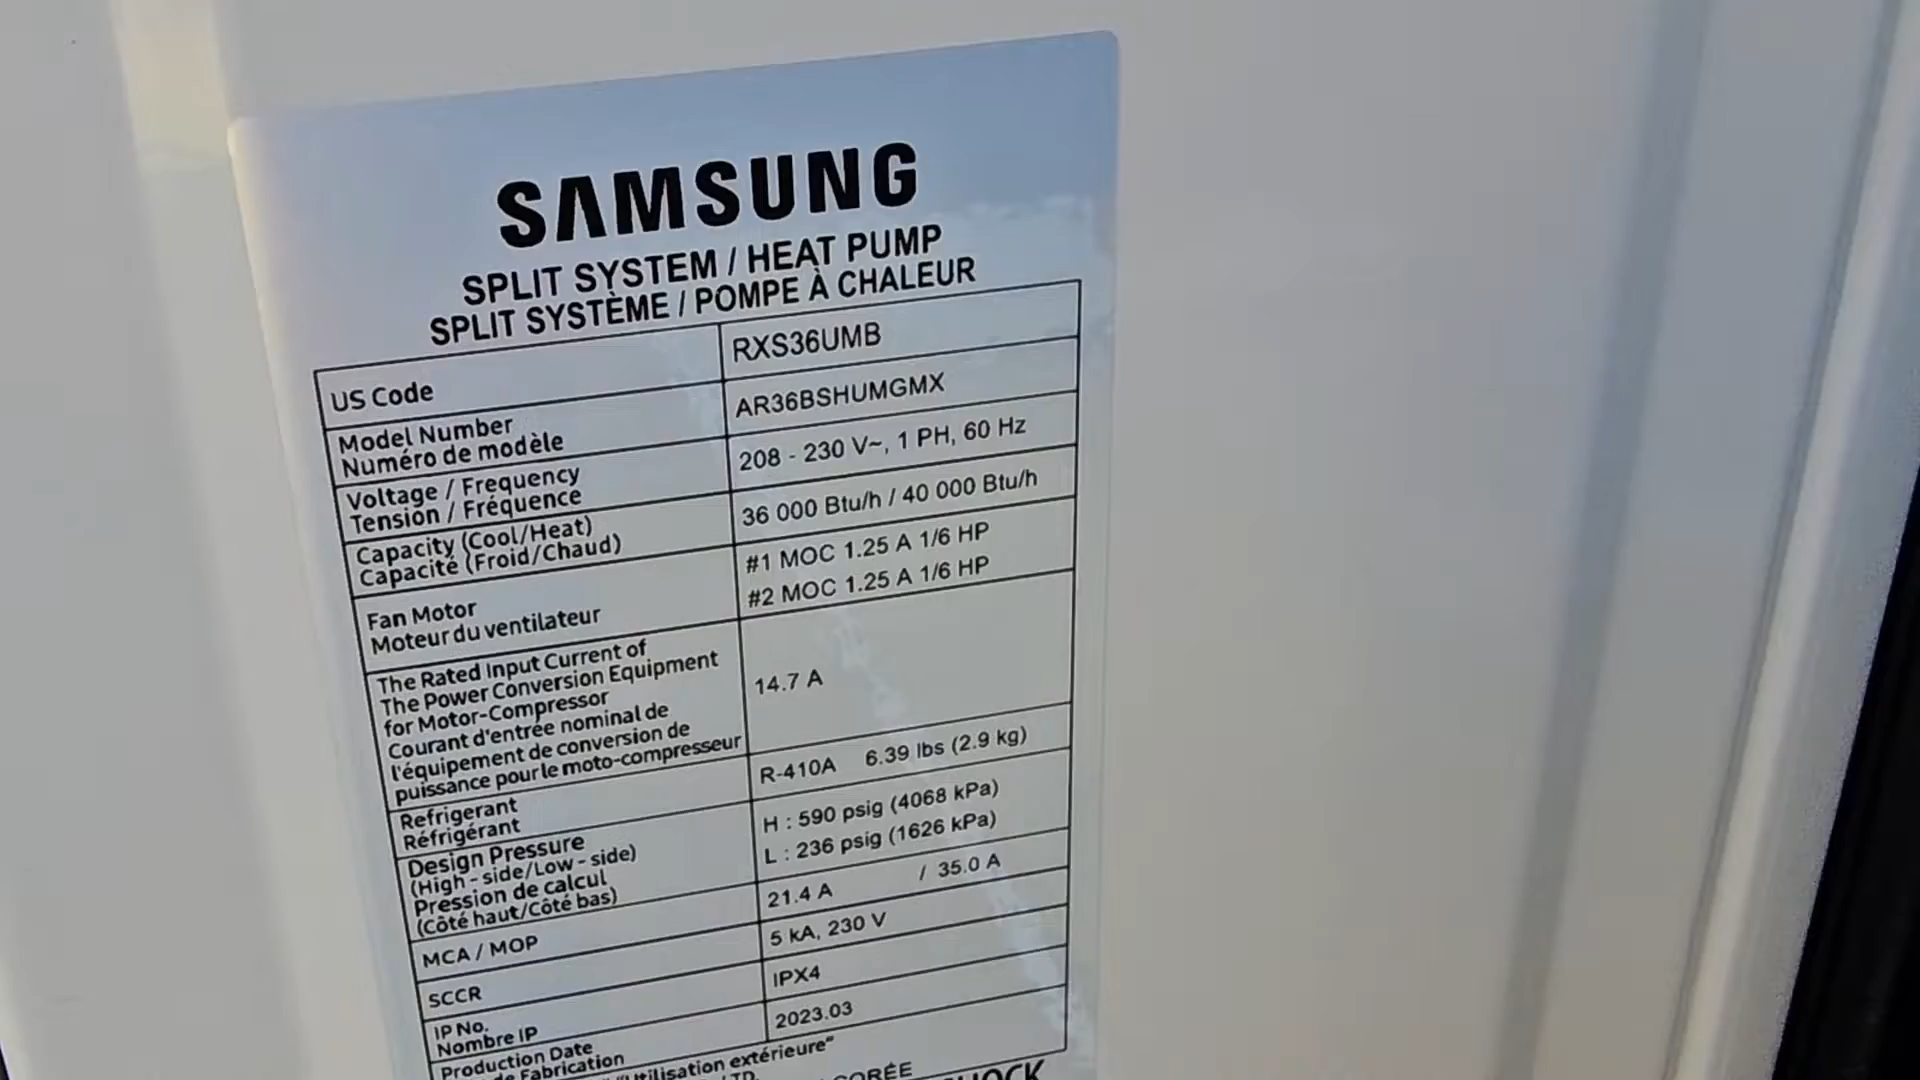 SAMSUNG
SPLIT SYSTEM / HEAT PUMP
SPLIT SYSTÈME / POMPE À CHALEUR
US Code
RXS36UMB
Model Number
Numéro de modèle
AR36BSHUMGMX
Voltage / Frequency
Tension / Fréquence
208 - 230 V~, 1 PH, 60 Hz
Capacity (Cool/Heat)
Capacité (Froid/Chaud)
36 000 Btu/h / 40 000 Btu/h
Fan Motor
Moteur du ventilateur
#1 MOC 1.25 A 1/6 HP
#2 MOC 1.25 A 1/6 HP
The Rated Input Current of
The Power Conversion Equipment
for Motor-Compressor
Courant d'entrée nominal de
l'équipement de conversion de
puissance pour le moto-compresseur
14.7 A
Refrigerant
Réfrigérant
R-410A 6.39 lbs (2.9 kg)
Design Pressure
(High - side/Low - side)
Pression de calcul
(Côté haut/Côté bas)
H : 590 psig (4068 kPa)
L : 236 psig (1626 kPa)
MCA / MOP
21.4 A / 35.0 A
SCCR
5 kA, 230 V
IP No.
Nombre IP
IPX4
Production Date
de Fabrication
2023.03
"Utilisation extérieure"